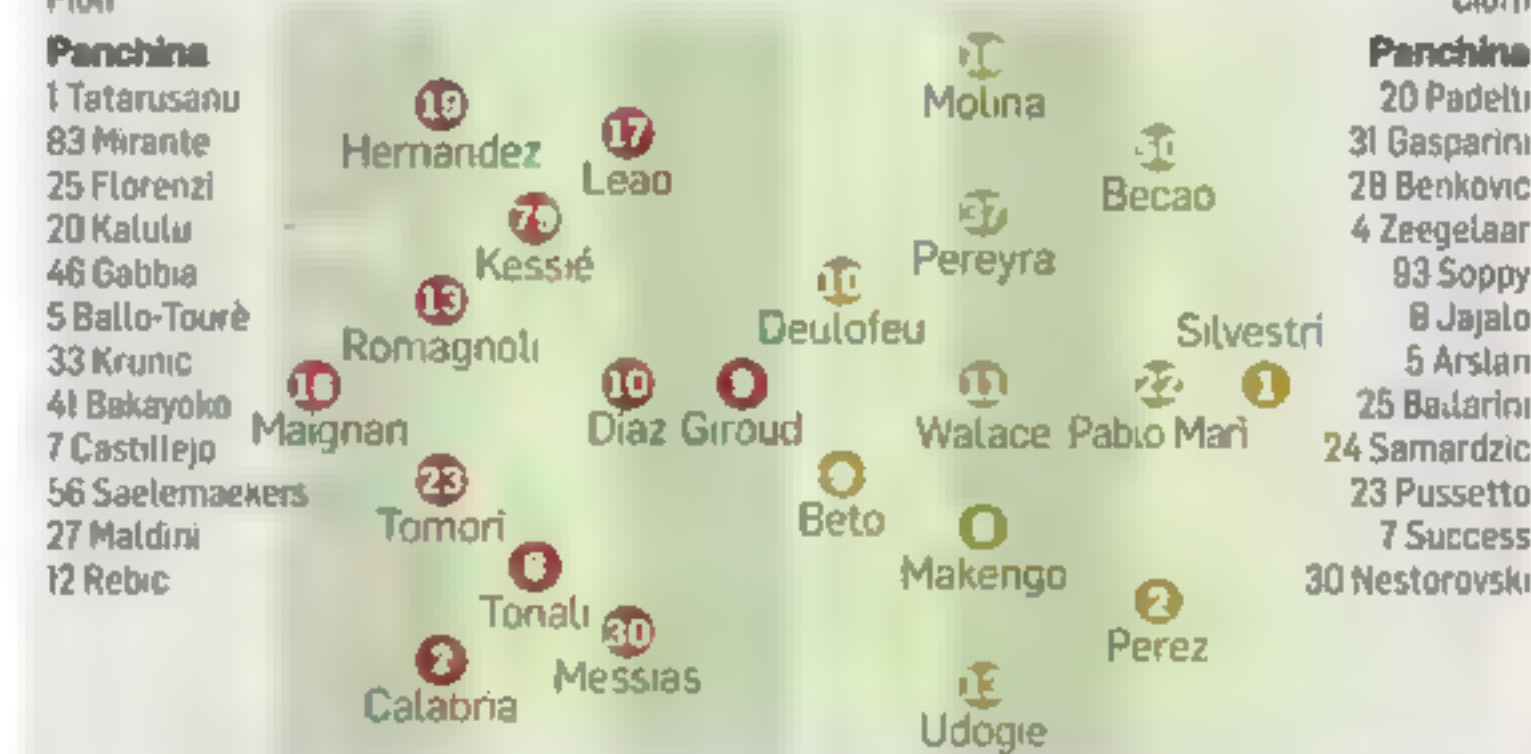 Panchina
1 Tatarusanu
83 Mirante
25 Florenzi
20 Kalulu
46 Gabbia
5 Ballo-Tourè
33 Krunic
41 Bakayoko
7 Castillejo
56 Saelemaekers
27 Maldini
12 Rebic
19
Hernandez
17
Leao
79
Kessié
13
Romagnoli
16
Maignan
10
Diaz
9
Giroud
23
Tomori
Tonali
30
Messias
2
Calabria
Molina
Becao
37
Pereyra
10
Deulofeu
Silvestri
1
11
Walace
22
Pablo Marì
Beto
Makengo
2
Perez
Udogie
Panchina
20 Padelli
31 Gasparini
28 Benkovic
4 Zeegelaar
93 Soppy
8 Jajalo
5 Arslan
25 Ballarini
24 Samardzic
23 Pussetto
7 Success
30 Nestorovski